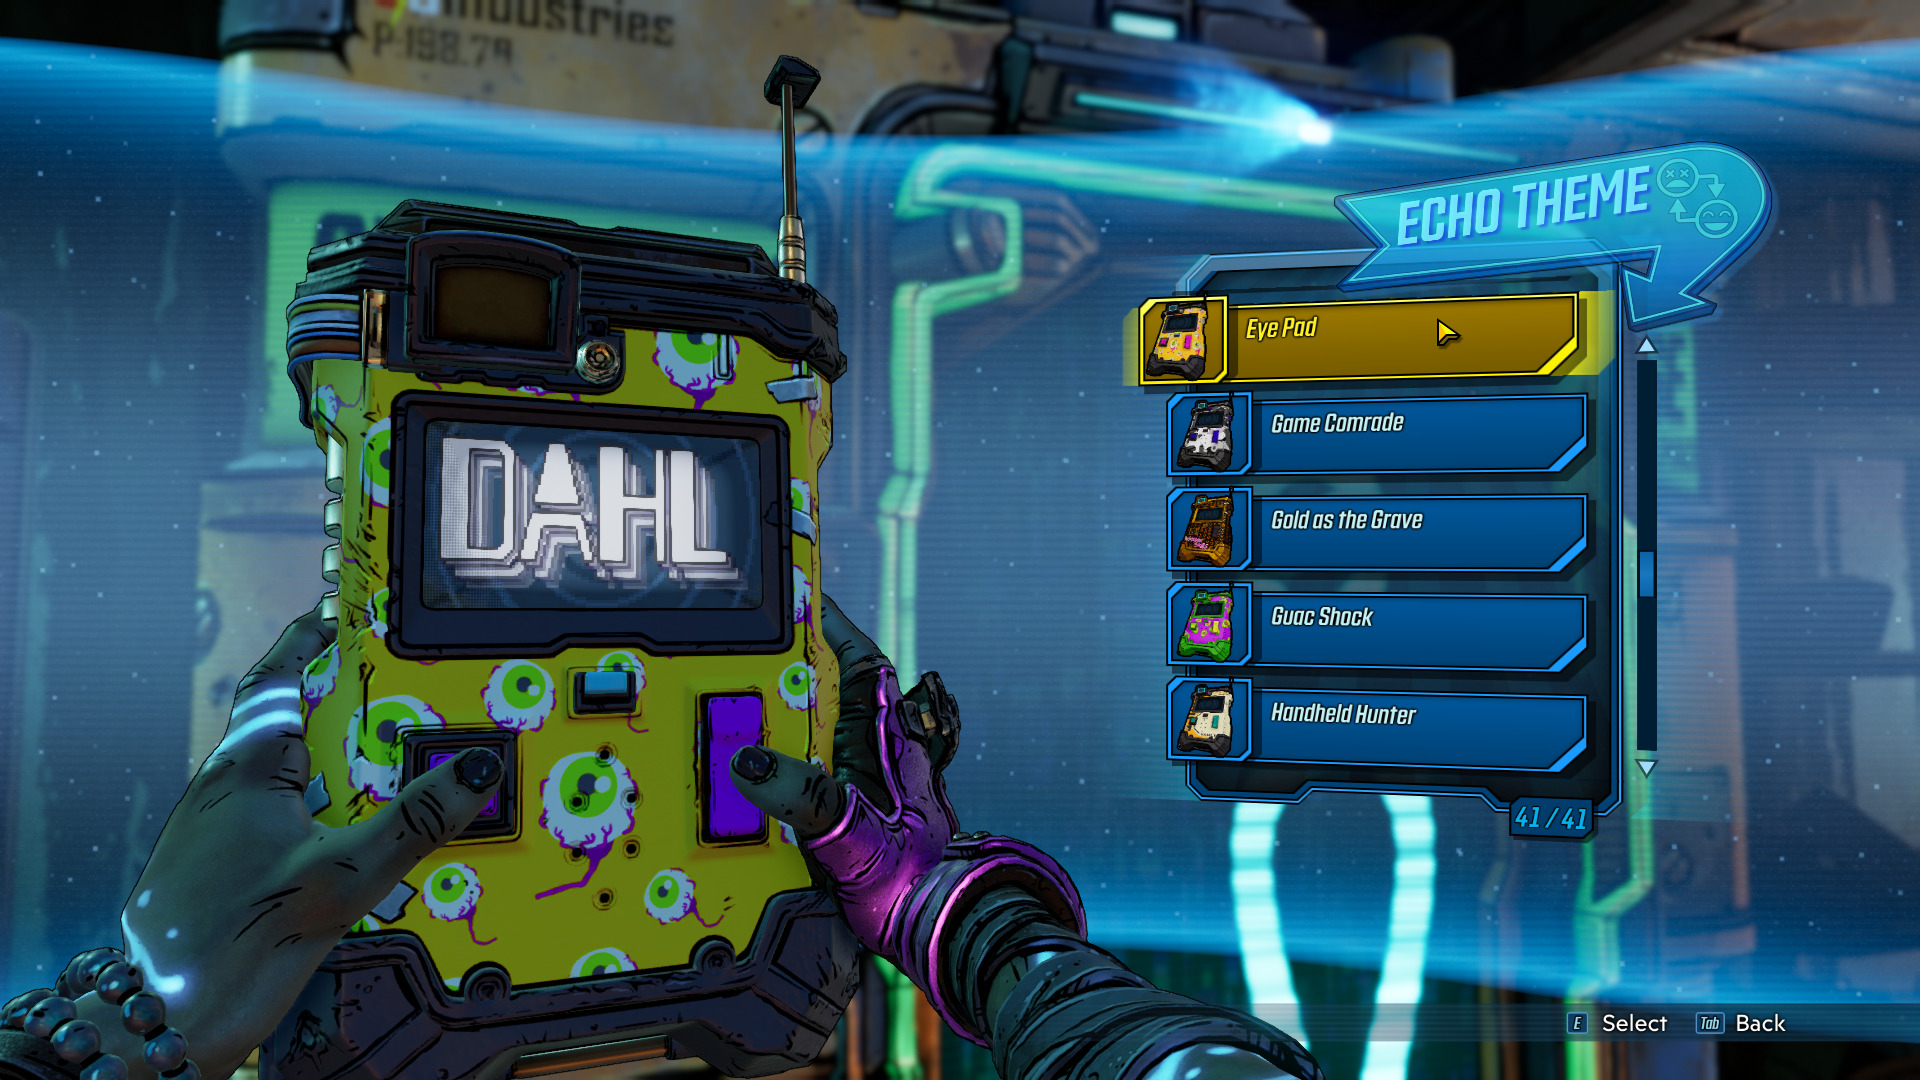 Industries
P:198.79
DAHL
ECHO THEME
Eye Pad
Game Comrade
Gold as the Grave
Guac Shock
Handheld Hunter
41/41
E Select
Tab Back